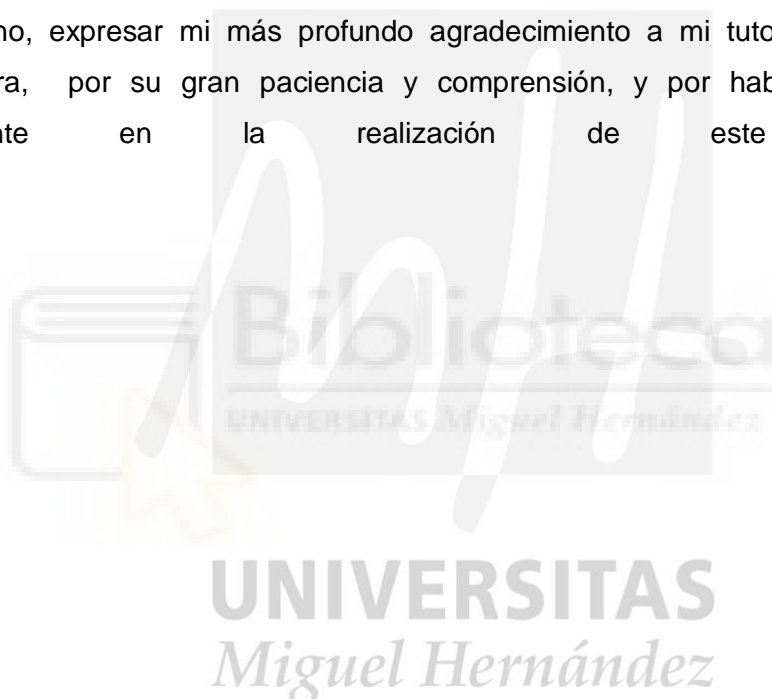 no, expresar mi más profundo agradecimiento a mi tuto
ra, por su gran paciencia y comprensión, y por hab
nte en la realización de este
Biblioteca
UNIVERSITAS Miguel Hernández
UNIVERSITAS
Miguel Hernández